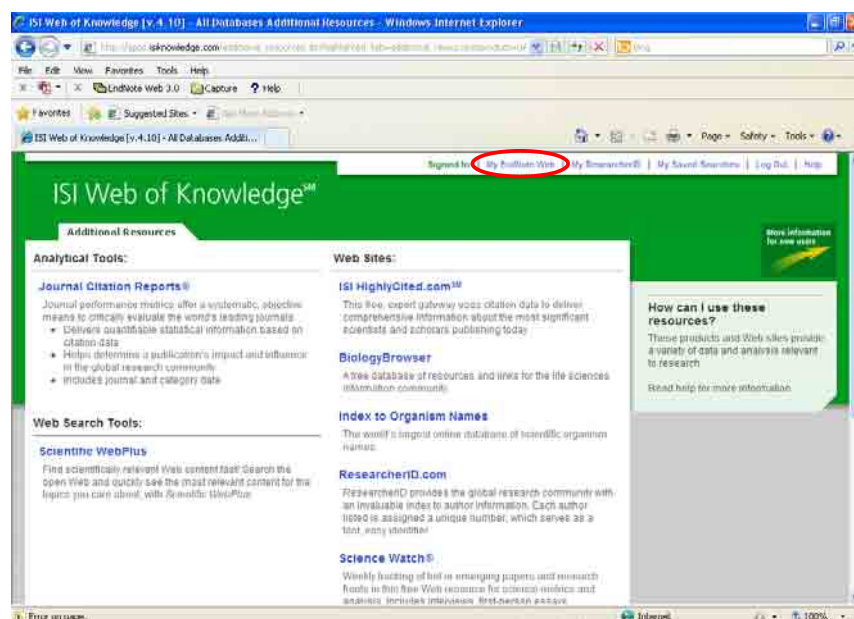 ISI Web of Knowledge [v.4.10] - All Databases Additional Resources - Windows Internet Explorer
isiknowledge.com
File Edit View Favorites Tools Help
EndNote Web 3.0 Capture ? Help
Favorites Suggested Sites
ISI Web of Knowledge [v.4.10] - All Databases Additi... Page Safety Tools
Signed In | My EndNote Web | My ResearcherID | My Saved Searches | Log Out | Help
ISI Web of Knowledge℠
Additional Resources
More information
for new users
Analytical Tools:
Journal Citation Reports®
Journal performance metrics offer a systematic, objective
means to critically evaluate the world's leading journals
Delivers quantifiable statistical information based on
citation data
Helps determine a publication's impact and influence
in the global research community
Includes journal and category data
Web Search Tools:
Scientific WebPlus
Find scientifically relevant Web content fast! Search the
open Web and quickly see the most relevant content for the
topics you care about, with Scientific WebPlus
Web Sites:
ISI HighlyCited.com℠
This free, expert gateway uses citation data to deliver
comprehensive information about the most significant
scientists and scholars publishing today
BiologyBrowser
A free database of resources and links for the life sciences
information community
Index to Organism Names
The world's largest online database of scientific organism
names.
ResearcherID.com
ResearcherID provides the global research community with
an invaluable index to author information. Each author
listed is assigned a unique number, which serves as a
fast, easy identifier
Science Watch®
Weekly tracking of hot or emerging papers and research
fronts in this free Web resource for science metrics and
analysis. Includes interviews, first-person essays,
How can I use these
resources?
These products and Web sites provide
a variety of data and analysis relevant
to research
Read help for more information
Error on page. Internet 100%